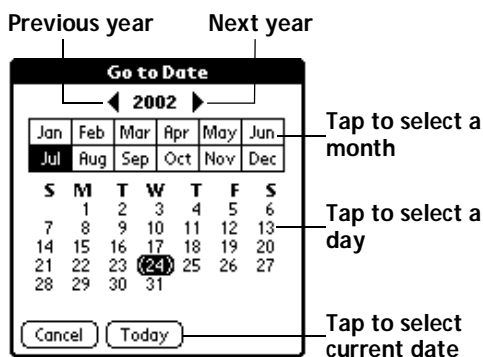 Previous year Next year
Go to Date
2002
Jan Feb Mar Apr May Jun
Tap to select a
month
Jul Aug Sep Oct Nov Dec
S M T W T F S
1 2 3 4 5 6
Tap to select a
day
7 8 9 10 11 12 13
14 15 16 17 18 19 20
21 22 23 (24) 25 26 27
28 29 30 31
Cancel Today
Tap to select
current date